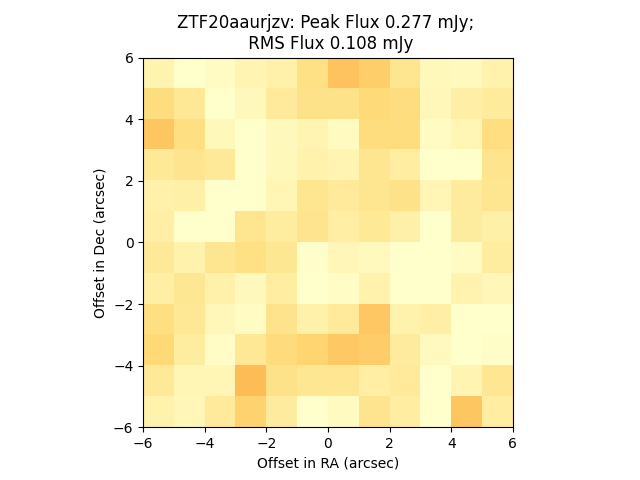 ZTF20aaurjzv: Peak Flux 0.277 mJy;
RMS Flux 0.108 mJy
6
4
2
0
−2
−4
−6
Offset in Dec (arcsec)
−6 −4 −2 0 2 4 6
Offset in RA (arcsec)